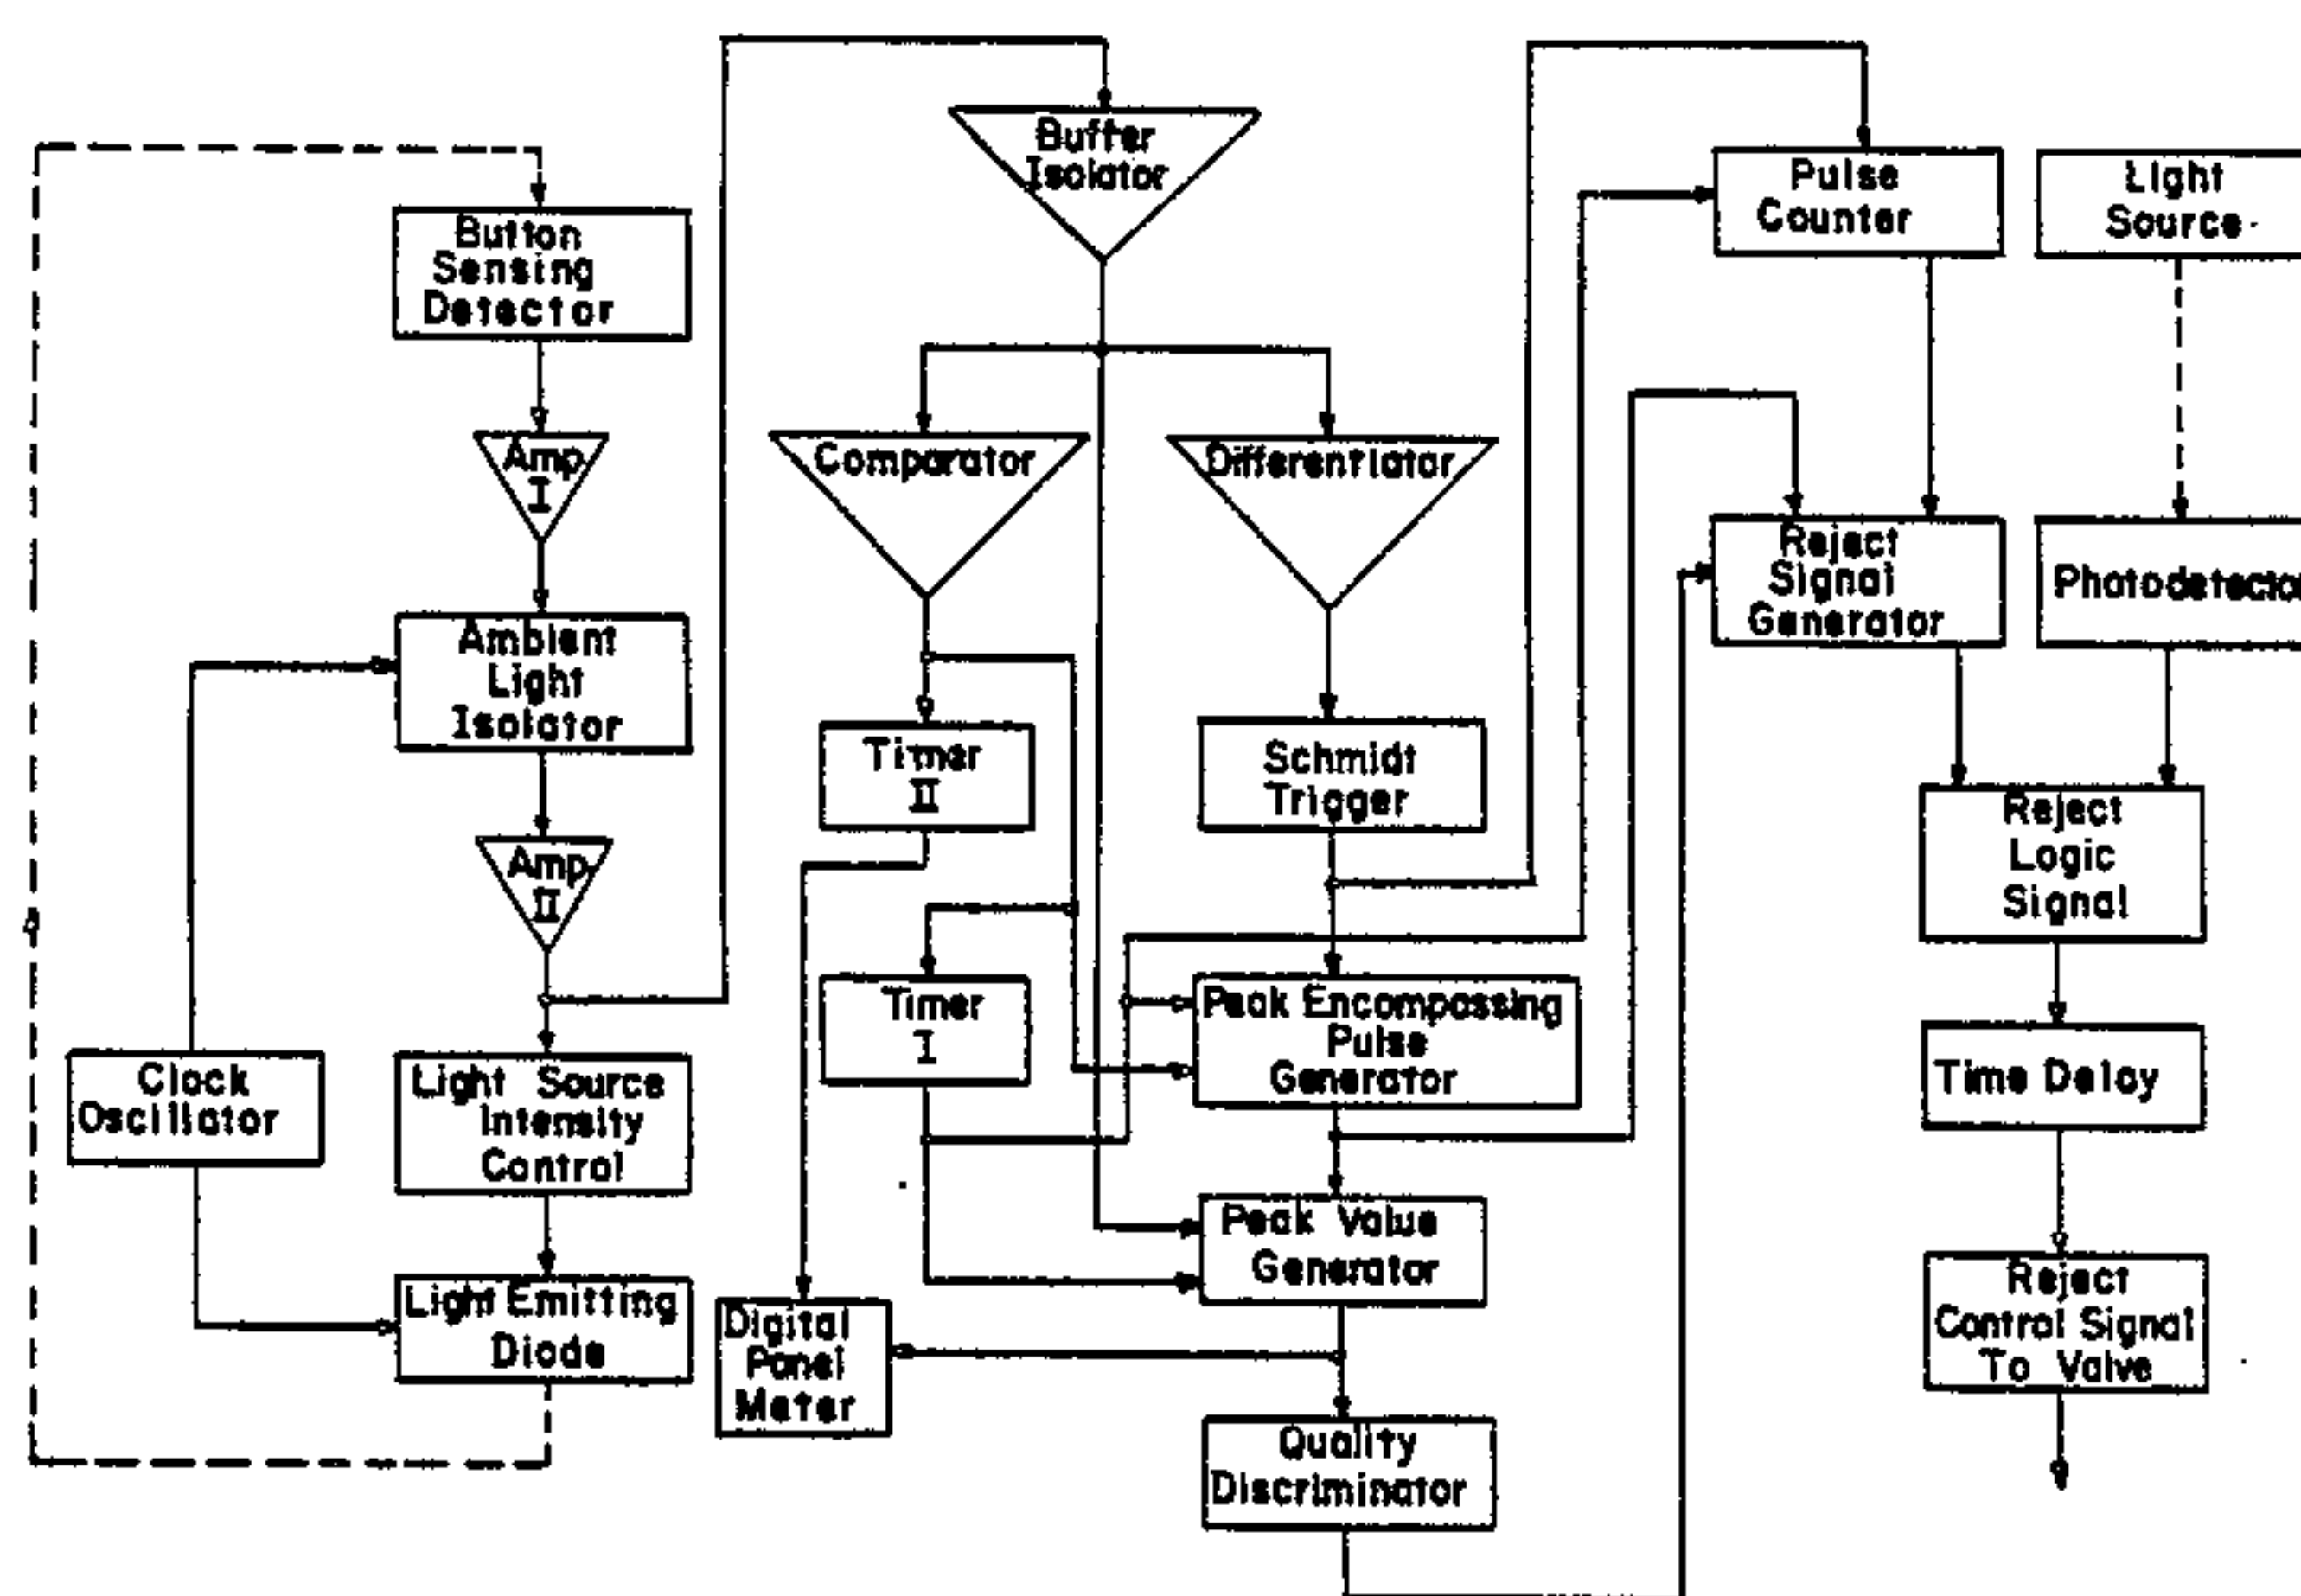 Button
Sensing
Detector
Amp
I
Ambient
Light
Isolator
Amp
II
Clock
Oscillator
Light Source
Intensity
Control
Light Emitting
Diode
Buffer
Isolator
Comparator
Differentiator
Timer
II
Schmidt
Trigger
Timer
I
Peak Encompassing
Pulse
Generator
Peak Value
Generator
Digital
Panel
Meter
Quality
Discriminator
Pulse
Counter
Light
Source
Reject
Signal
Generator
Photodetector
Reject
Logic
Signal
Time Delay
Reject
Control Signal
To Valve